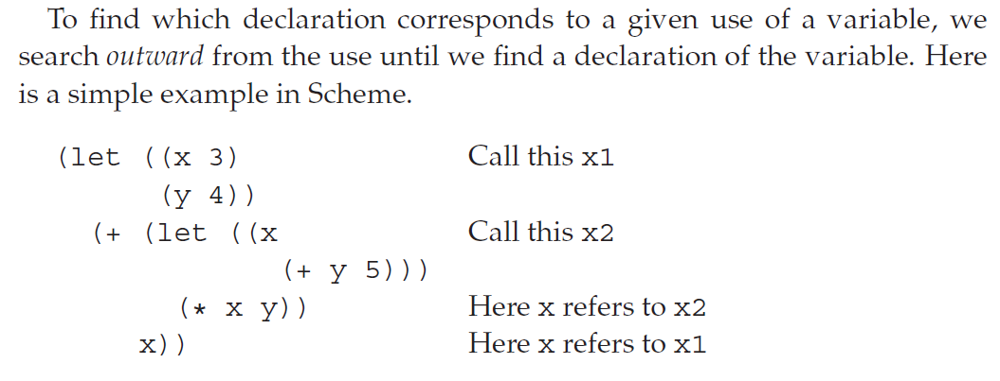 To find which declaration corresponds to a given use of a variable, we
search outward from the use until we find a declaration of the variable. Here
is a simple example in Scheme.
(let ((x 3) Call this x1
(y 4))
(+ (let ((x Call this x2
(+ y 5)))
(* x y)) Here x refers to x2
x)) Here x refers to x1